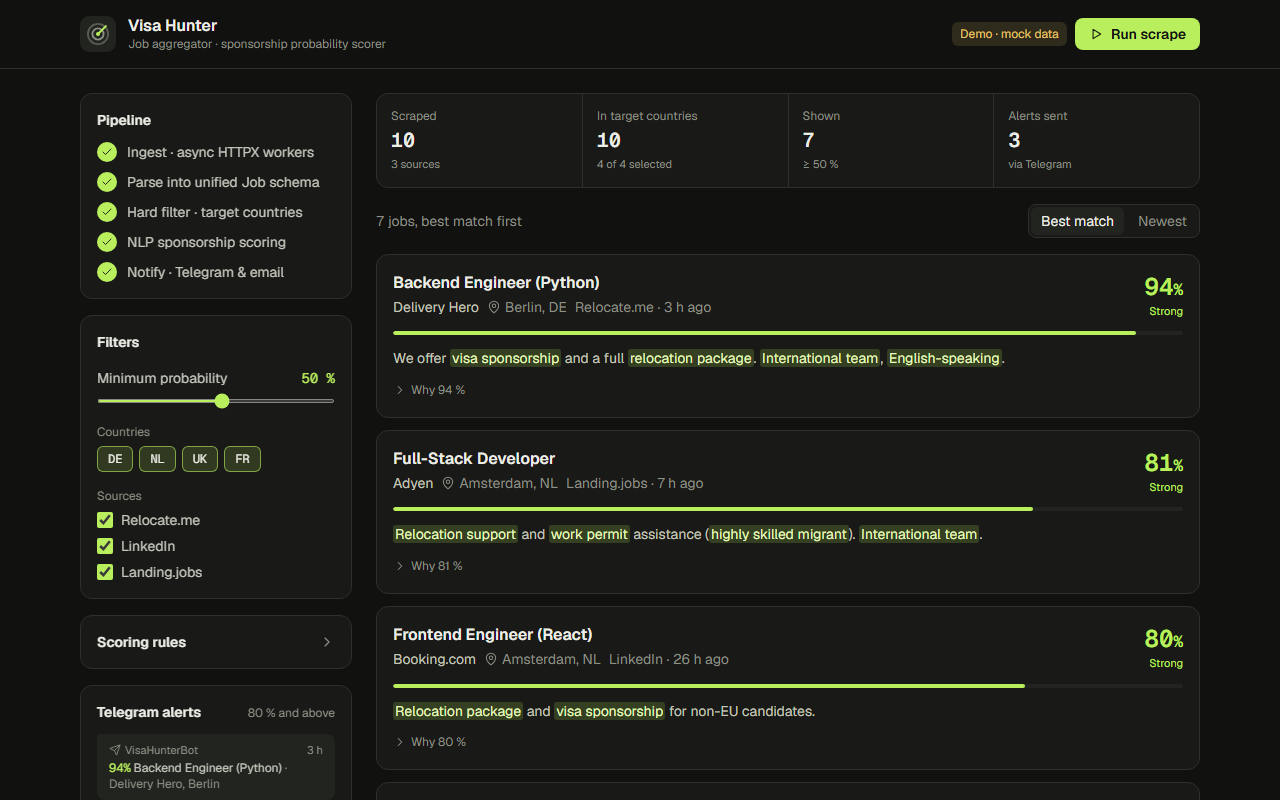 Visa Hunter
Job aggregator · sponsorship probability scorer
Demo · mock data
Run scrape
Pipeline
Ingest · async HTTPX workers
Parse into unified Job schema
Hard filter · target countries
NLP sponsorship scoring
Notify · Telegram & email
Filters
Minimum probability 50 %
Countries
DE NL UK FR
Sources
Relocate.me
LinkedIn
Landing.jobs
Scoring rules
Telegram alerts 80 % and above
VisaHunterBot 3 h
94% Backend Engineer (Python) ·
Delivery Hero, Berlin
Scraped
10
3 sources
In target countries
10
4 of 4 selected
Shown
7
≥ 50 %
Alerts sent
3
via Telegram
7 jobs, best match first
Best match Newest
Backend Engineer (Python)
94%
Delivery Hero Berlin, DE Relocate.me · 3 h ago
Strong
We offer visa sponsorship and a full relocation package. International team, English-speaking.
Why 94 %
Full-Stack Developer
81%
Adyen Amsterdam, NL Landing.jobs · 7 h ago
Strong
Relocation support and work permit assistance (highly skilled migrant). International team.
Why 81 %
Frontend Engineer (React)
80%
Booking.com Amsterdam, NL LinkedIn · 26 h ago
Strong
Relocation package and visa sponsorship for non-EU candidates.
Why 80 %